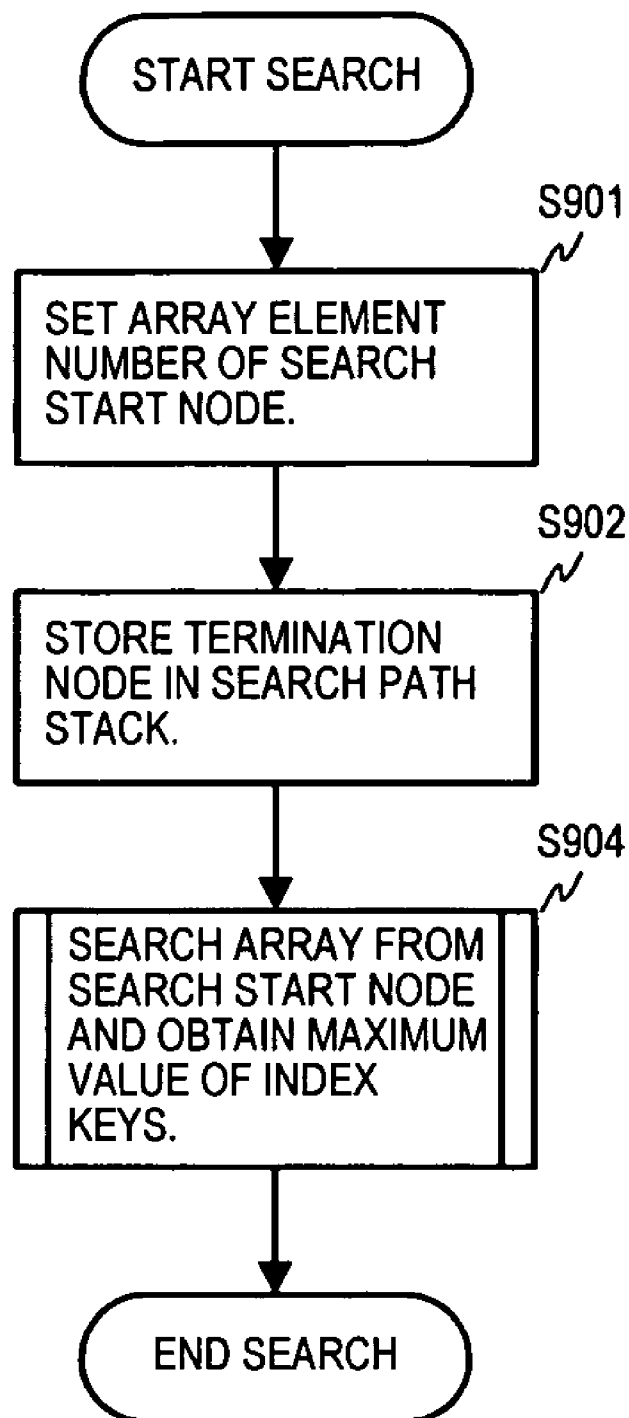 START SEARCH
S901
SET ARRAY ELEMENT
NUMBER OF SEARCH
START NODE.
S902
STORE TERMINATION
NODE IN SEARCH PATH
STACK.
S904
SEARCH ARRAY FROM
SEARCH START NODE
AND OBTAIN MAXIMUM
VALUE OF INDEX
KEYS.
END SEARCH